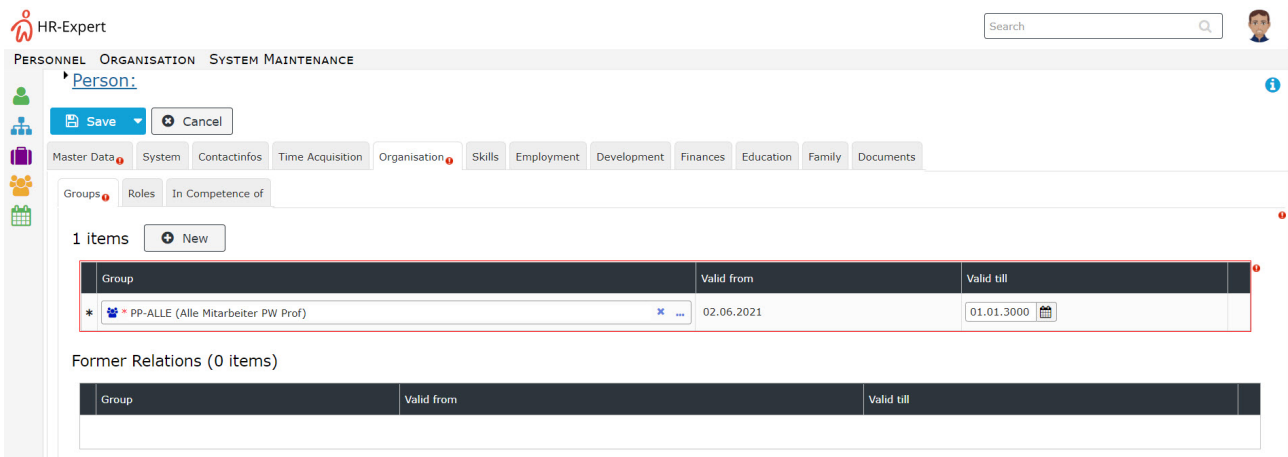 HR-Expert
Search
PERSONNEL ORGANISATION SYSTEM MAINTENANCE
Person:
Save Cancel
Master Data System Contactinfos Time Acquisition Organisation Skills Employment Development Finances Education Family Documents
Groups Roles In Competence of
1 items New
Group Valid from Valid till
* * PP-ALLE (Alle Mitarbeiter PW Prof) × ... 02.06.2021 01.01.3000
Former Relations (0 items)
Group Valid from Valid till